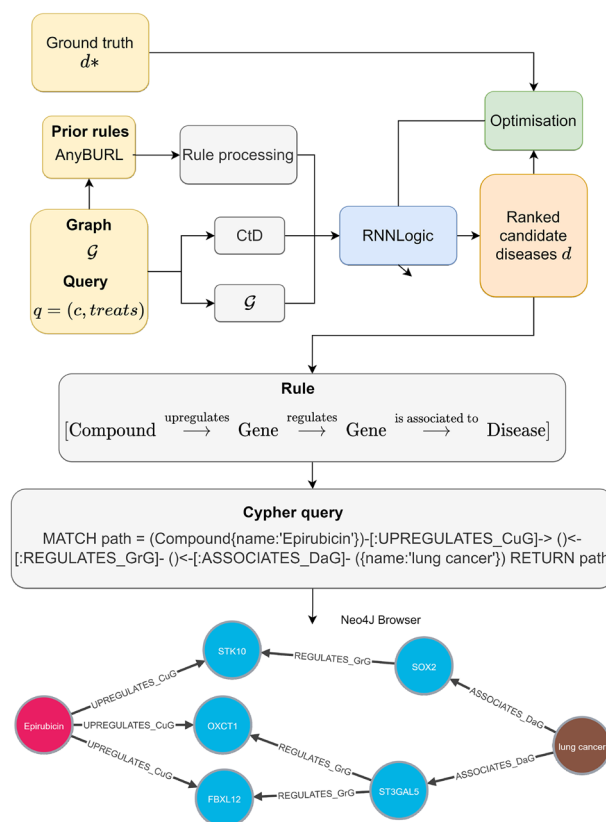 Ground truth
d*
Optimisation
Prior rules
AnyBURL
Rule processing
Graph
𝒢
Query
q = (c, treats)
CtD
𝒢
RNNLogic
Ranked
candidate
diseases d
Rule
[Compound upregulates → Gene regulates → Gene is associated to → Disease]
Cypher query
MATCH path = (Compound{name:'Epirubicin'})-[:UPREGULATES_CuG]-> ()<-
[:REGULATES_GrG]- ()<-[:ASSOCIATES_DaG]- ({name:'lung cancer'}) RETURN path
Neo4J Browser
STK10
REGULATES_GrG
SOX2
UPREGULATES_CuG
ASSOCIATES_DaG
Epirubicin
UPREGULATES_CuG
OXCT1
lung cancer
REGULATES_GrG
UPREGULATES_CuG
ASSOCIATES_DaG
FBXL12
REGULATES_GrG
ST3GAL5